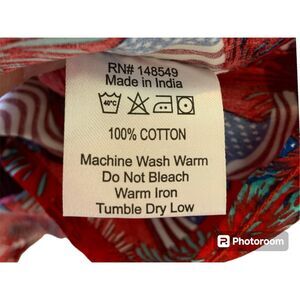 RN# 148549
Made in India
40°C
100% COTTON
Machine Wash Warm
Do Not Bleach
Warm Iron
Tumble Dry Low
Photoroom